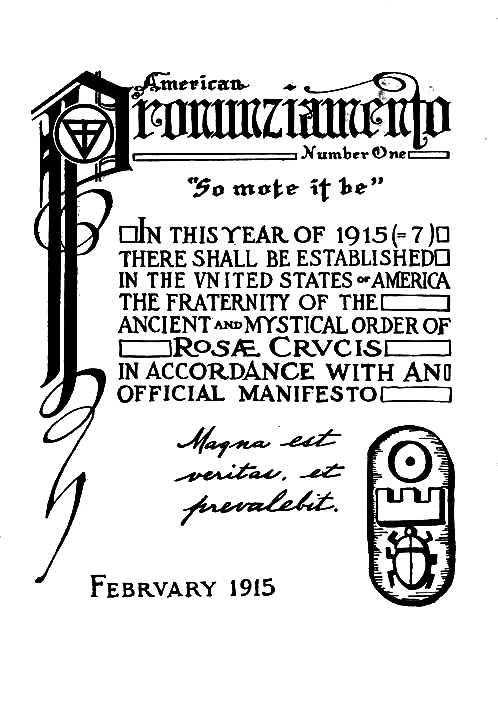 American
Pronunziamento
Number One
"So mote it be"
IN THIS YEAR OF 1915 (= 7)
THERE SHALL BE ESTABLISHED
IN THE VNITED STATES OF AMERICA
THE FRATERNITY OF THE
ANCIENT AND MYSTICAL ORDER OF
ROSÆ CRVCIS
IN ACCORDANCE WITH AN
OFFICIAL MANIFESTO
Magna est
veritas, et
prevalebit.
FEBRVARY 1915